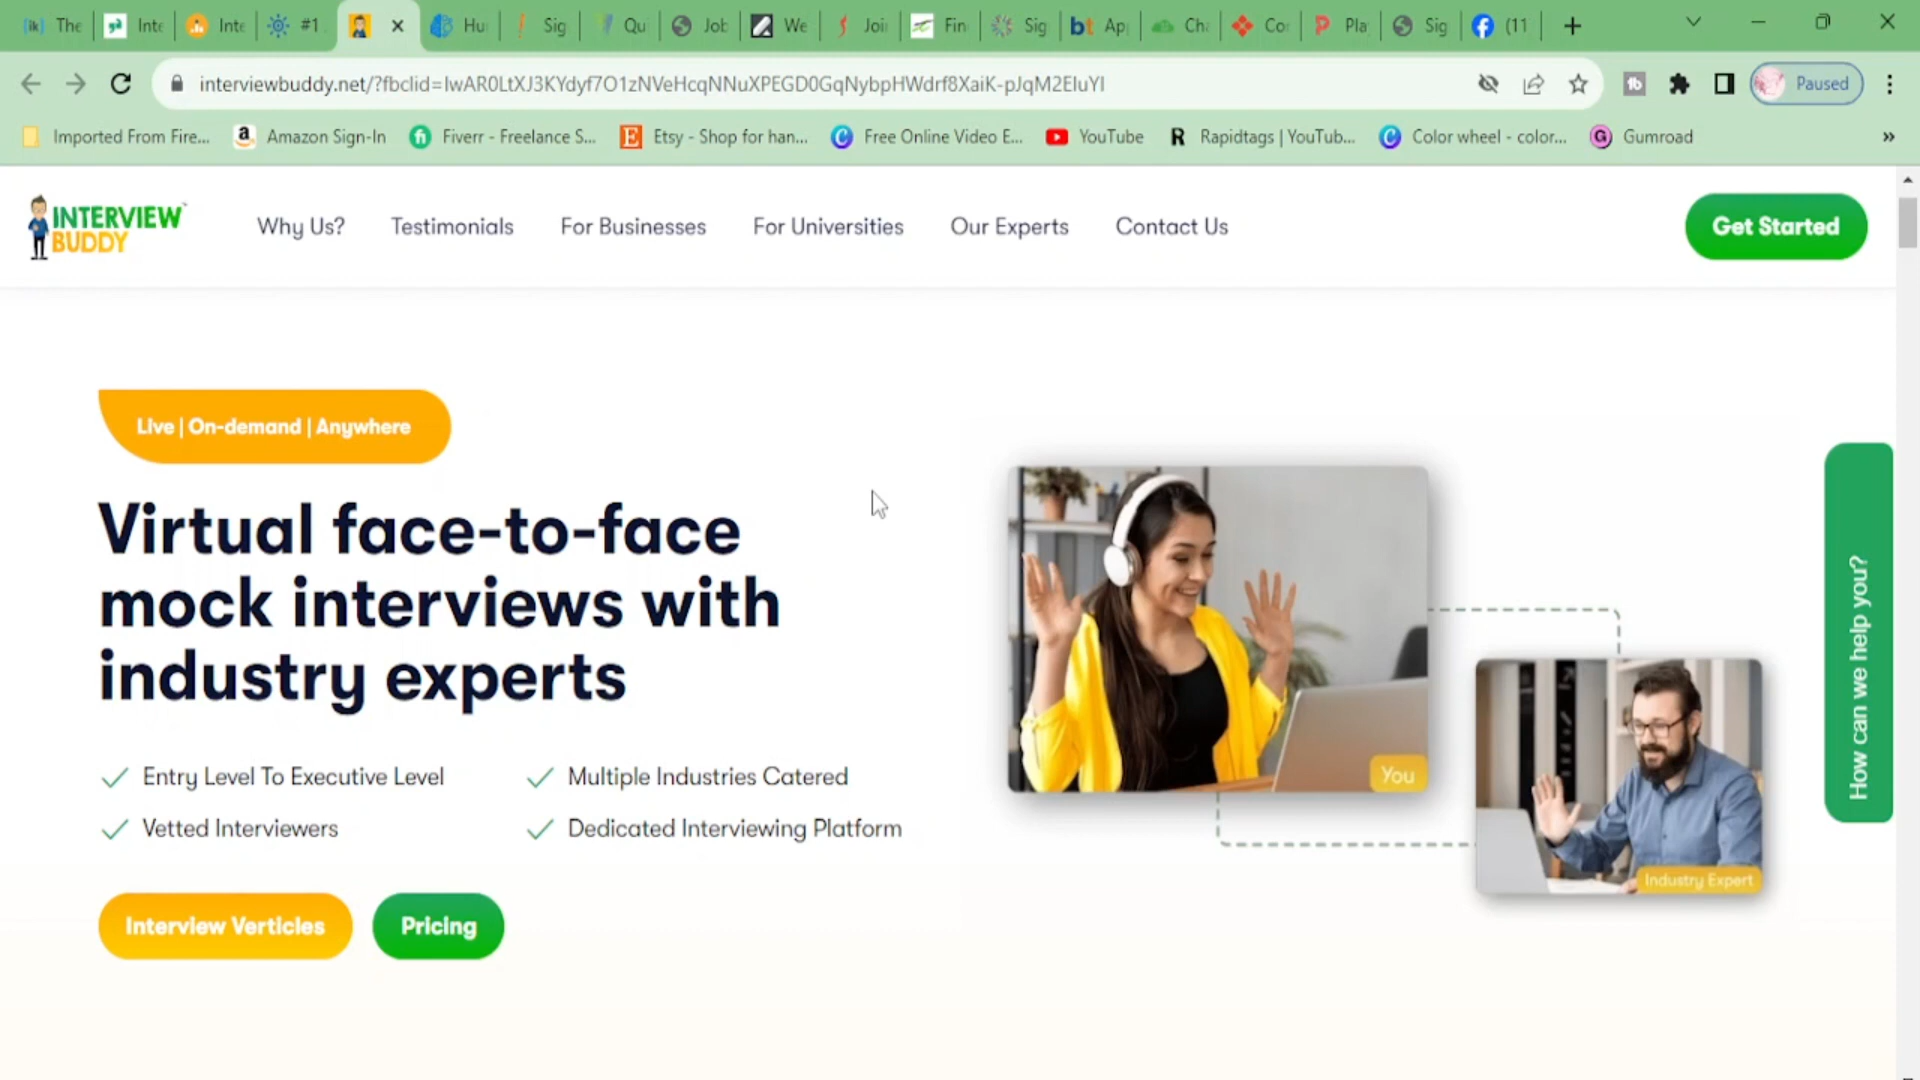 The
Inte
Inte
#1
Hu
Sig
Qu
Job
We
Joi
Fin
Sig
bt Ap
Ch
Co
Pla
Sig
(11
interviewbuddy.net/?fbclid=IwAR0LtXJ3KYdyf7O1zNVeHcqNNuXPEGD0GqNybpHWdrf8XaiK-pJqM2EIuYI
Paused
Imported From Fire...
Amazon Sign-In
Fiverr - Freelance S...
Etsy - Shop for han...
Free Online Video E...
YouTube
Rapidtags | YouTub...
Color wheel - color...
Gumroad
INTERVIEW
BUDDY
Why Us?
Testimonials
For Businesses
For Universities
Our Experts
Contact Us
Get Started
Live | On-demand | Anywhere
Virtual face-to-face
mock interviews with
industry experts
Entry Level To Executive Level
Multiple Industries Catered
Vetted Interviewers
Dedicated Interviewing Platform
Interview Verticles
Pricing
You
Industry Expert
How can we help you?